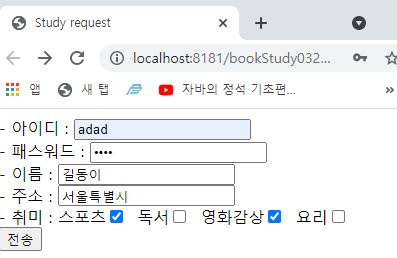 Study request
localhost:8181/bookStudy032...
앱 새 탭 자바의 정석 기초편...
- 아이디 : adad
- 패스워드 : ••••
- 이름 : 길동이
- 주소 : 서울특별시
- 취미 : 스포츠 독서 영화감상 요리
전송